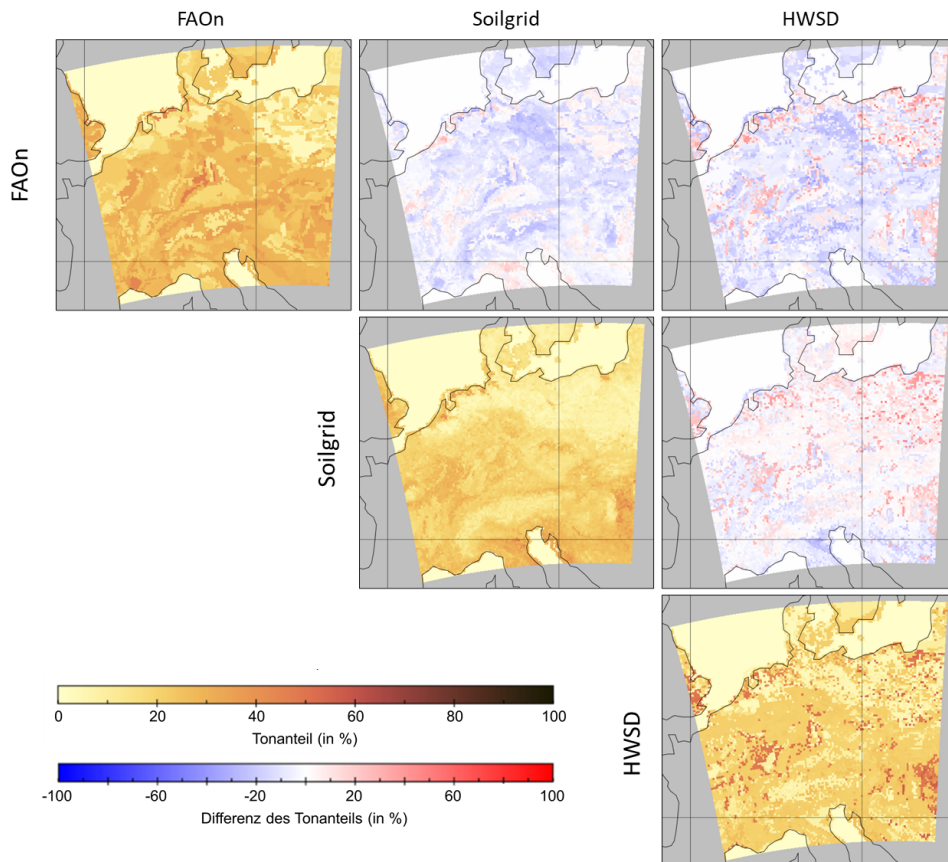 FAOn Soilgrid HWSD
FAOn
Soilgrid
HWSD
0 20 40 60 80 100
Tonanteil (in %)
-100 -60 -20 20 60 100
Differenz des Tonanteils (in %)